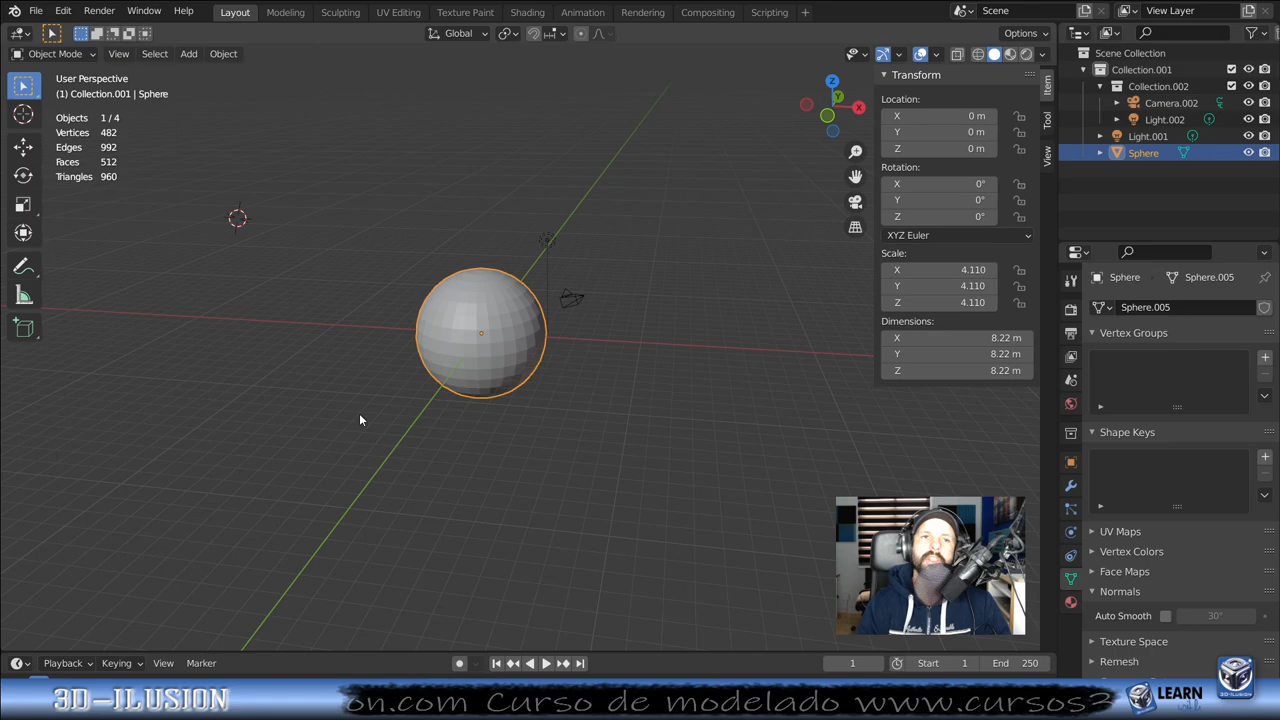 File Edit Render Window Help
Layout Modeling Sculpting UV Editing Texture Paint Shading Animation Rendering Compositing Scripting +
Scene
View Layer
Global
Options
Object Mode View Select Add Object
User Perspective
(1) Collection.001 | Sphere
Objects 1 / 4
Vertices 482
Edges 992
Faces 512
Triangles 960
Z
Y
X
Transform
Location:
X 0 m
Y 0 m
Z 0 m
Rotation:
X 0°
Y 0°
Z 0°
XYZ Euler
Scale:
X 4.110
Y 4.110
Z 4.110
Dimensions:
X 8.22 m
Y 8.22 m
Z 8.22 m
Item
Tool
View
Scene Collection
Collection.001
Collection.002
Camera.002
Light.002
Light.001
Sphere
Sphere Sphere.005
Sphere.005
Vertex Groups
Shape Keys
UV Maps
Vertex Colors
Face Maps
Normals
Auto Smooth 30°
Texture Space
Remesh
Playback Keying View Marker
1 Start 1 End 250
3D-ILUSION
on.com Curso de modelado www.cursos3
LEARN